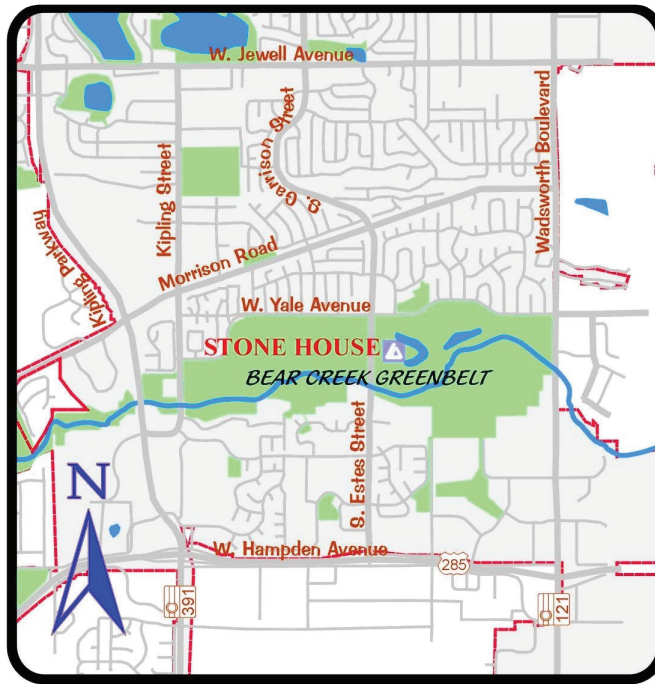 W. Jewell Avenue
Wadsworth Boulevard
S. Garrison Street
Kipling Street
Kipling Parkway
Morrison Road
W. Yale Avenue
STONE HOUSE
BEAR CREEK GREENBELT
S. Estes Street
N
W. Hampden Avenue
285
391
121